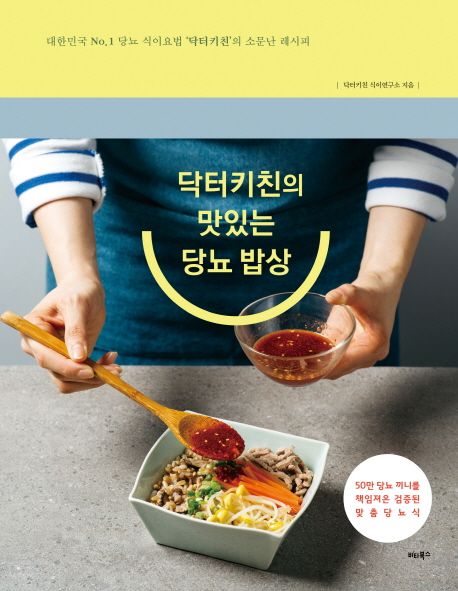 대한민국 No.1 당뇨 식이요법 '닥터키친'의 소문난 레시피
| 닥터키친 식이연구소 지음 |
닥터키친의
맛있는
당뇨 밥상
50만 당뇨 끼니를
책임져온 검증된
맞춤당뇨식
비타북스